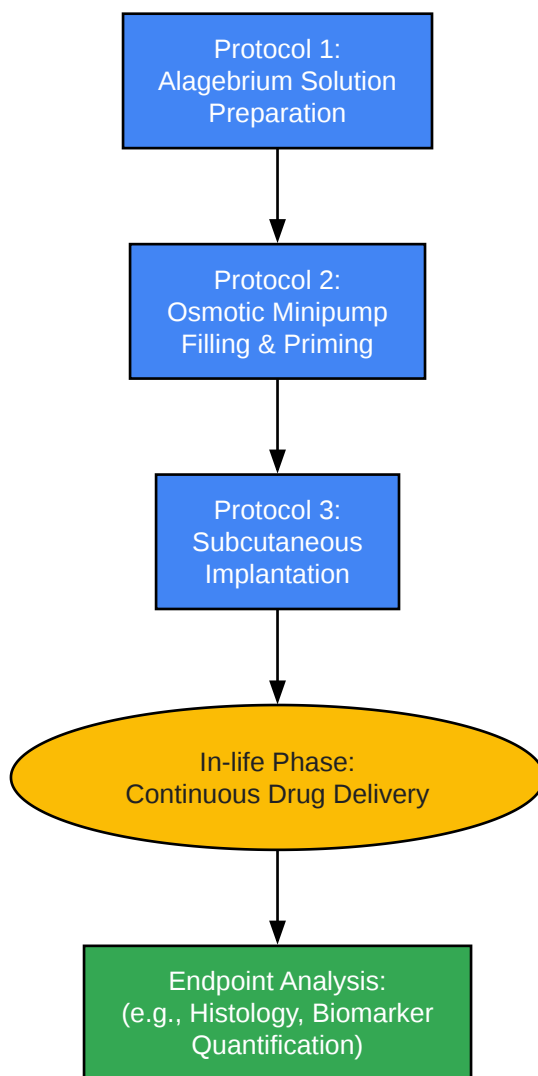 Protocol 1:
Alagebrium Solution
Preparation
Protocol 2:
Osmotic Minipump
Filling & Priming
Protocol 3:
Subcutaneous
Implantation
In-life Phase:
Continuous Drug Delivery
Endpoint Analysis:
(e.g., Histology, Biomarker
Quantification)